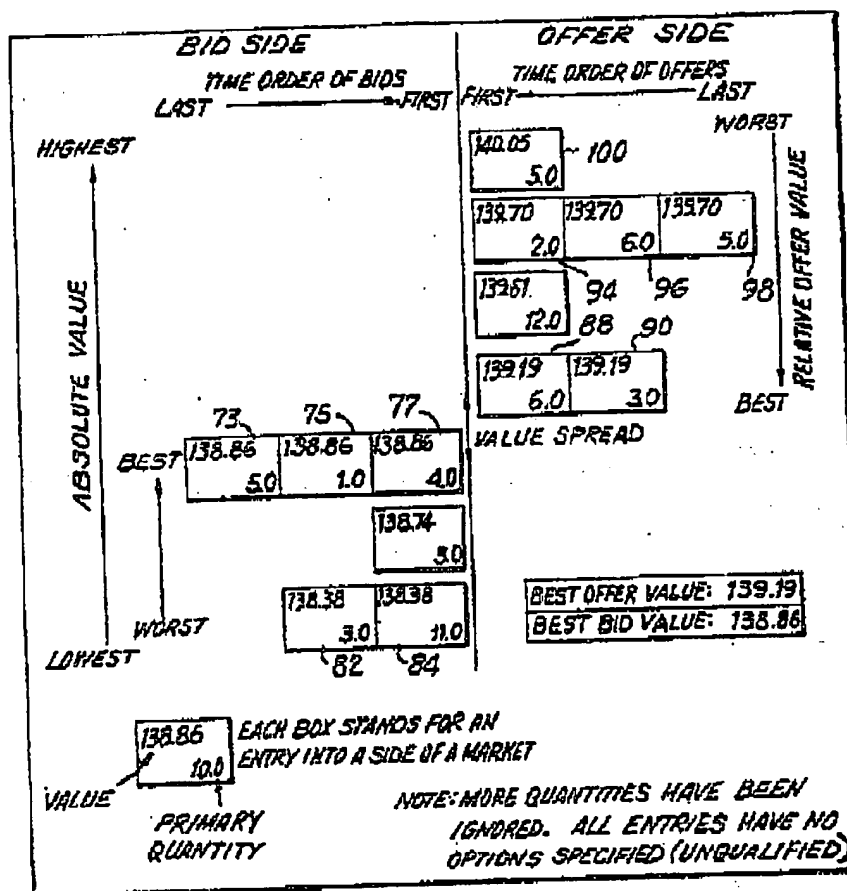 BID SIDE
OFFER SIDE
TIME ORDER OF BIDS
LAST FIRST
TIME ORDER OF OFFERS
FIRST LAST
HIGHEST
WORST
140.05
5.0
100
139.70 139.70 139.70
2.0 6.0 5.0
94 96 98
139.61
12.0
88 90
139.19 139.19
6.0 3.0
RELATIVE OFFER VALUE
BEST
ABSOLUTE VALUE
73 75 77
VALUE SPREAD
BEST
138.86 138.86 138.86
5.0 1.0 4.0
138.74
138.38 138.38
3.0 11.0
82 84
WORST
LOWEST
BEST OFFER VALUE: 139.19
BEST BID VALUE: 138.86
138.86
10.0
EACH BOX STANDS FOR AN
ENTRY INTO A SIDE OF A MARKET
VALUE
PRIMARY
QUANTITY
NOTE: MORE QUANTITIES HAVE BEEN
IGNORED. ALL ENTRIES HAVE NO
OPTIONS SPECIFIED (UNQUALIFIED)